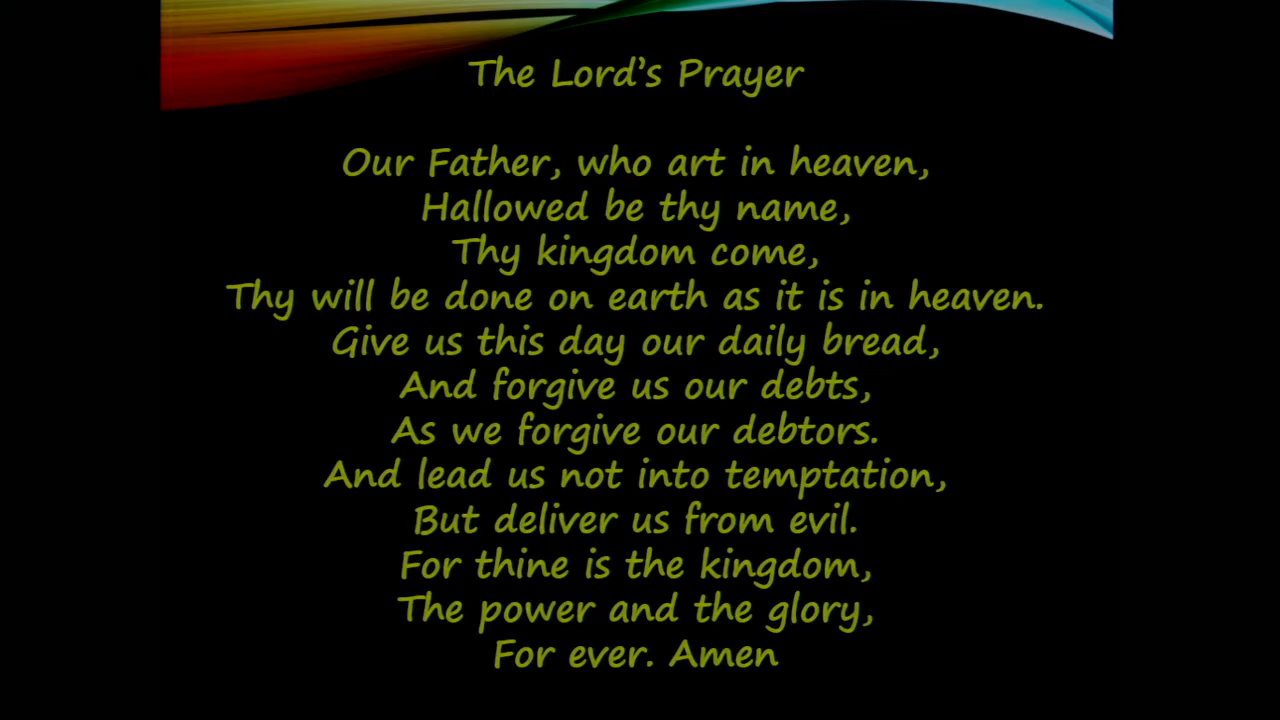 The Lord's Prayer
Our Father, who art in heaven,
Hallowed be thy name,
Thy kingdom come,
Thy will be done on earth as it is in heaven.
Give us this day our daily bread,
And forgive us our debts,
As we forgive our debtors.
And lead us not into temptation,
But deliver us from evil.
For thine is the kingdom,
The power and the glory,
For ever. Amen